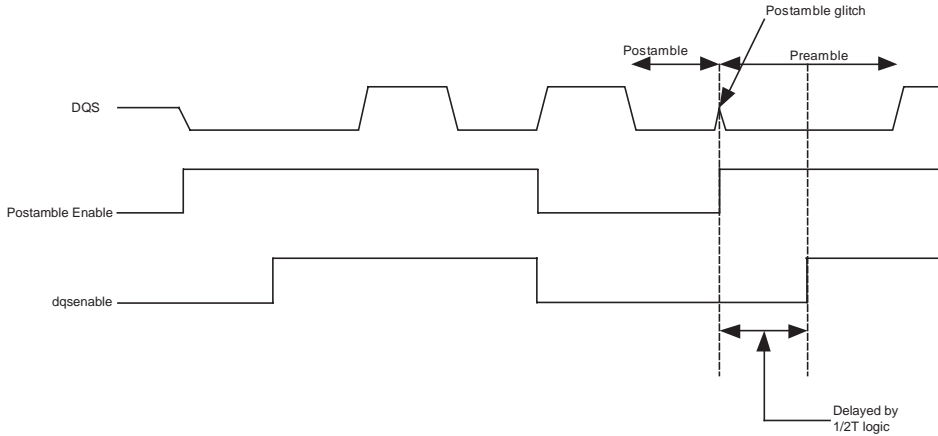 Postamble glitch
Postamble
Preamble
DQS
Postamble Enable
dqsenable
Delayed by
1/2T logic